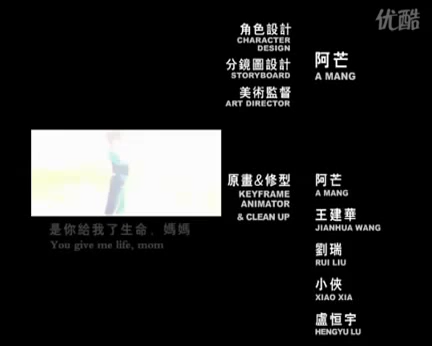 优酷
角色設計
CHARACTER
DESIGN
分鏡圖設計
STORYBOARD
美術監督
ART DIRECTOR
阿芒
A MANG
原畫&修型
KEYFRAME
ANIMATOR
& CLEAN UP
阿芒
A MANG
王建華
JIANHUA WANG
劉瑞
RUI LIU
小俠
XIAO XIA
盧恒宇
HENGYU LU
是你給我了生命﹑媽媽
You give me life, mom